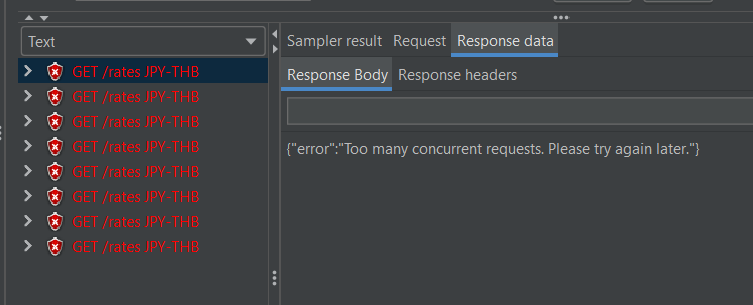 Text
GET /rates JPY-THB
GET /rates JPY-THB
GET /rates JPY-THB
GET /rates JPY-THB
GET /rates JPY-THB
GET /rates JPY-THB
GET /rates JPY-THB
GET /rates JPY-THB
Sampler result Request Response data
Response Body Response headers
{"error":"Too many concurrent requests. Please try again later."}